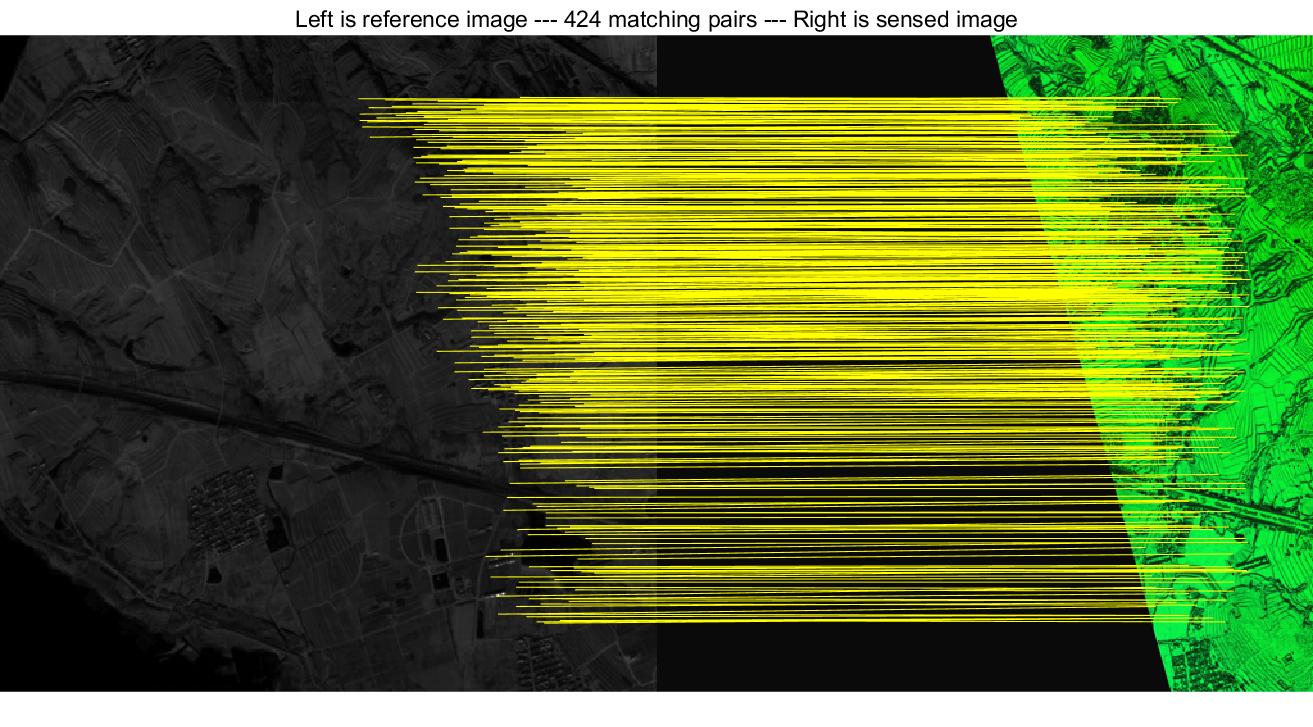 Left is reference image --- 424 matching pairs --- Right is sensed image